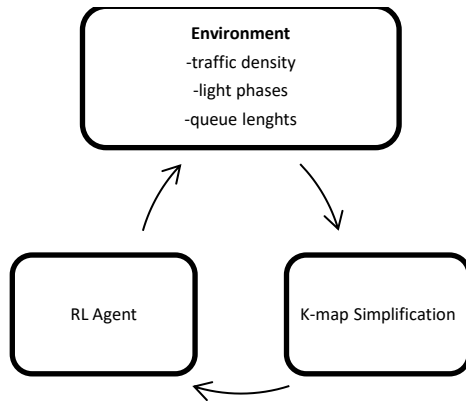 Environment
-traffic density
-light phases
-queue lenghts
RL Agent
K-map Simplification